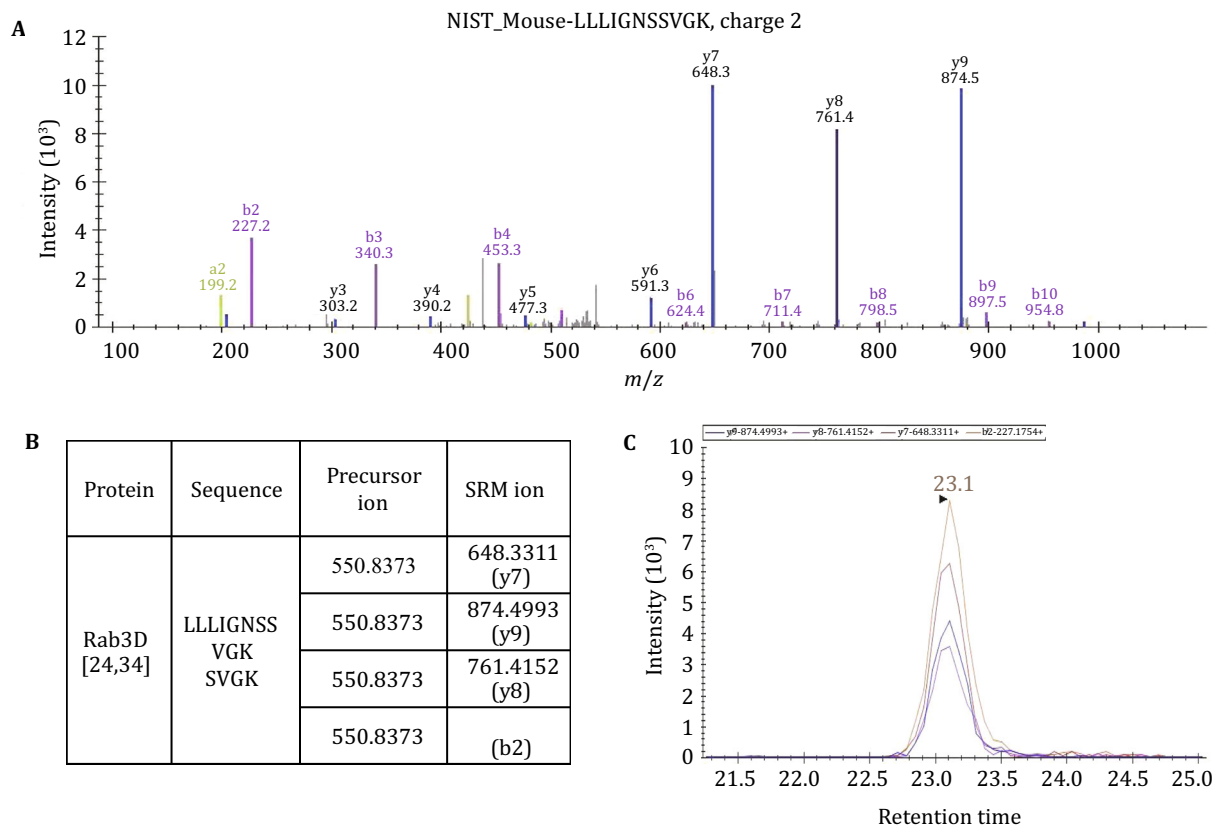 NIST_Mouse-LLLIGNSSVGK, charge 2
A
12
10
8
6
4
2
0
Intensity (10³)
a2
199.2
b2
227.2
y3
303.2
b3
340.3
y4
390.2
b4
453.3
y5
477.3
y6
591.3
b6
624.4
y7
648.3
b7
711.4
y8
761.4
b8
798.5
y9
874.5
b9
897.5
b10
954.8
100 200 300 400 500 600 700 800 900 1000
m/z
B
Protein Sequence Precursor ion SRM ion
Rab3D
[24,34]
LLLIGNSS
VGK
SVGK
550.8373 648.3311
(y7)
550.8373 874.4993
(y9)
550.8373 761.4152
(y8)
550.8373
(b2)
C
y9-874.4993+ y8-761.4152+ y7-648.3311+ b2-227.1754+
10
9
8
7
6
5
4
3
2
1
0
Intensity (10³)
23.1
21.5 22.0 22.5 23.0 23.5 24.0 24.5 25.0
Retention time